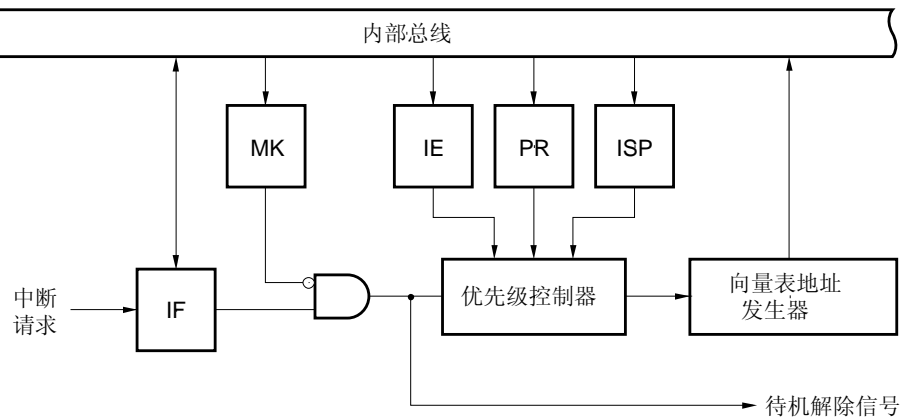 内部总线
MK
IE
PR
ISP
中断
请求
IF
优先级控制器
向量表地址
发生器
待机解除信号